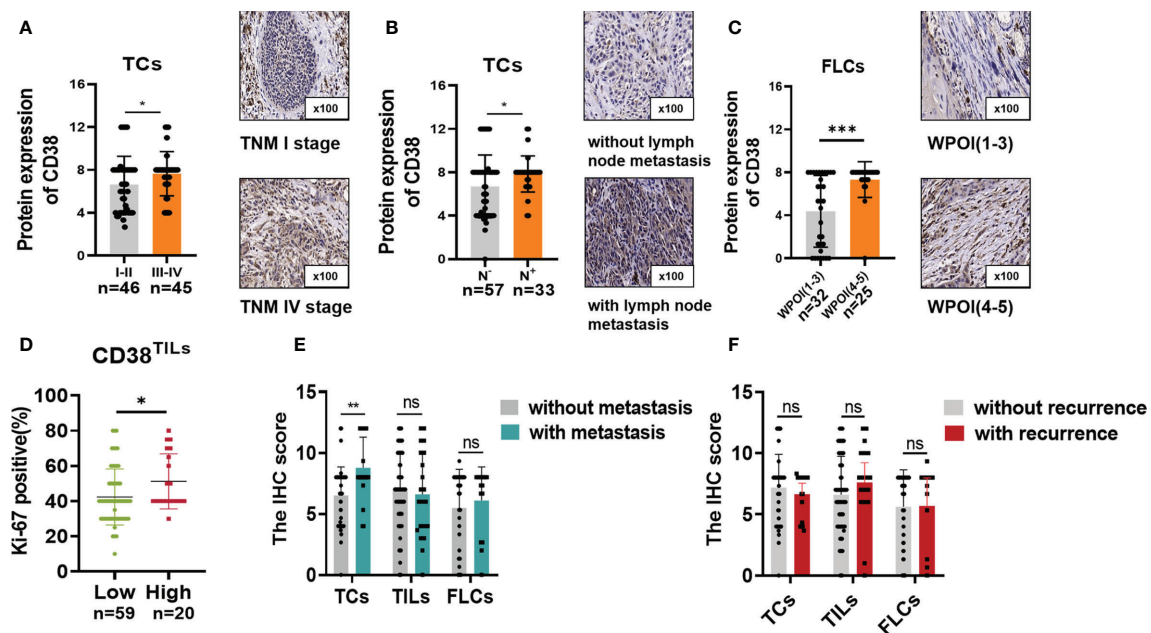 A
TCs
Protein expression
of CD38
16
12
8
4
0
*
I-II
III-IV
n=46
n=45
x100
TNM I stage
x100
TNM IV stage
B
TCs
Protein expression
of CD38
16
12
8
4
0
*
N-
N+
n=57
n=33
x100
without lymph
node metastasis
x100
with lymph node
metastasis
C
FLCs
Protein expression
of CD38
16
12
8
4
0
***
WPOI(1-3)
n=32
WPOI(4-5)
n=25
x100
WPOI(1-3)
x100
WPOI(4-5)
D
CD38TILs
Ki-67 positive(%)
100
80
60
40
20
0
*
Low
High
n=59
n=20
E
The IHC score
15
10
5
0
**
ns
ns
TCs
TILs
FLCs
without metastasis
with metastasis
F
The IHC score
15
10
5
0
ns
ns
ns
TCs
TILs
FLCs
without recurrence
with recurrence